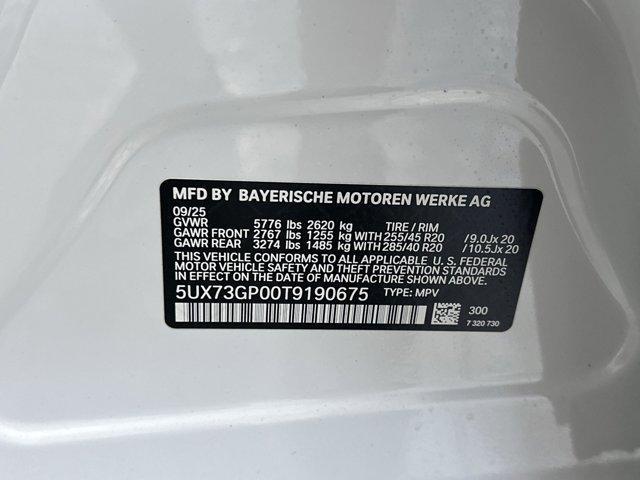 MFD BY BAYERISCHE MOTOREN WERKE AG
09/25
GVWR 5776 lbs 2620 kg TIRE / RIM
GAWR FRONT 2767 lbs 1255 kg WITH 255/45 R20 /9.0Jx 20
GAWR REAR 3274 lbs 1485 kg WITH 285/40 R20 /10.5Jx 20
THIS VEHICLE CONFORMS TO ALL APPLICABLE U. S. FEDERAL
MOTOR VEHICLE SAFETY AND THEFT PREVENTION STANDARDS
IN EFFECT ON THE DATE OF MANUFACTURE SHOWN ABOVE.
5UX73GP00T9190675 TYPE: MPV
300
7 320 730